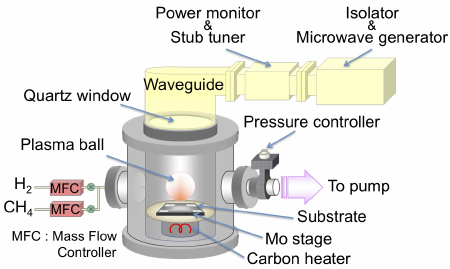 Power monitor
&
Stub tuner
Isolator
&
Microwave generator
Waveguide
Quartz window
Pressure controller
Plasma ball
H₂
MFC
CH₄
MFC
To pump
MFC : Mass Flow
Controller
Substrate
Mo stage
Carbon heater